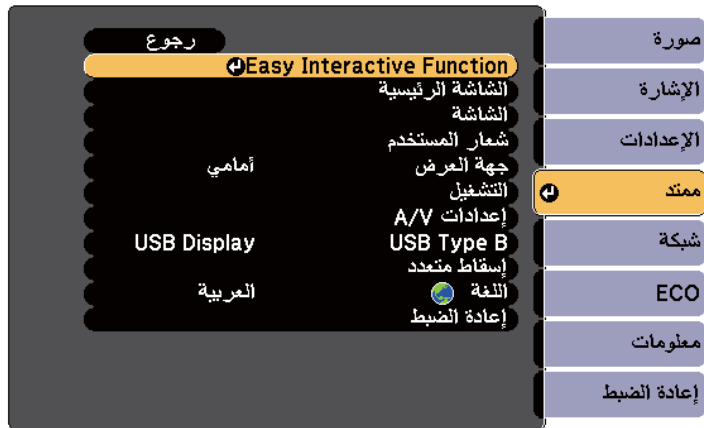 صورة
الإشارة
الإعدادات
ممتد
شبكة
ECO
معلومات
إعادة الضبط
رجوع
Easy Interactive Function
الشاشة الرئيسية
الشاشة
شعار المستخدم
جهة العرض أمامي
التشغيل
إعدادات A/V
USB Type B USB Display
إسقاط متعدد
اللغة العربية
إعادة الضبط